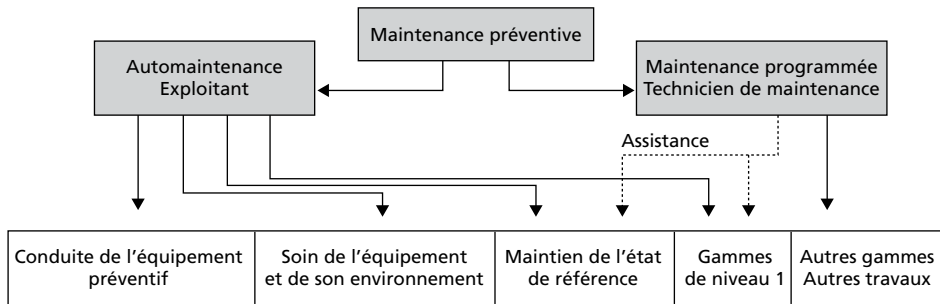 Maintenance préventive
Automaintenance
Exploitant
Maintenance programmée
Technicien de maintenance
Assistance
Conduite de l'équipement
préventif
Soin de l'équipement
et de son environnement
Maintien de l'état
de référence
Gammes
de niveau 1
Autres gammes
Autres travaux